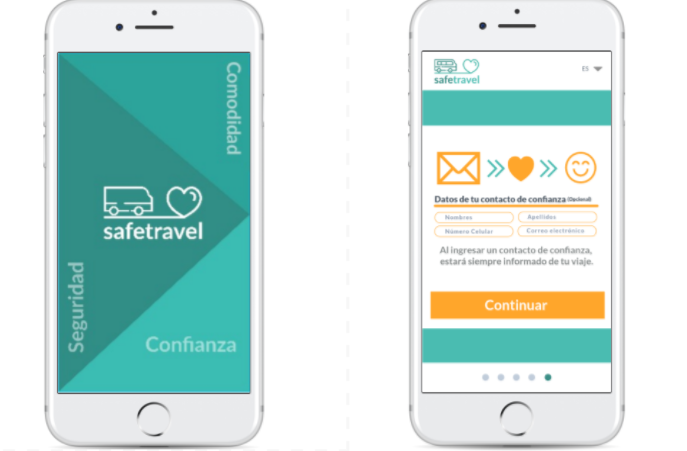 Comodidad
safetravel
Seguridad
Confianza
safetravel
ES
Datos de tu contacto de confianza (Opcional)
Nombres
Apellidos
Número Celular
Correo electrónico
Al ingresar un contacto de confianza,
estará siempre informado de tu viaje.
Continuar